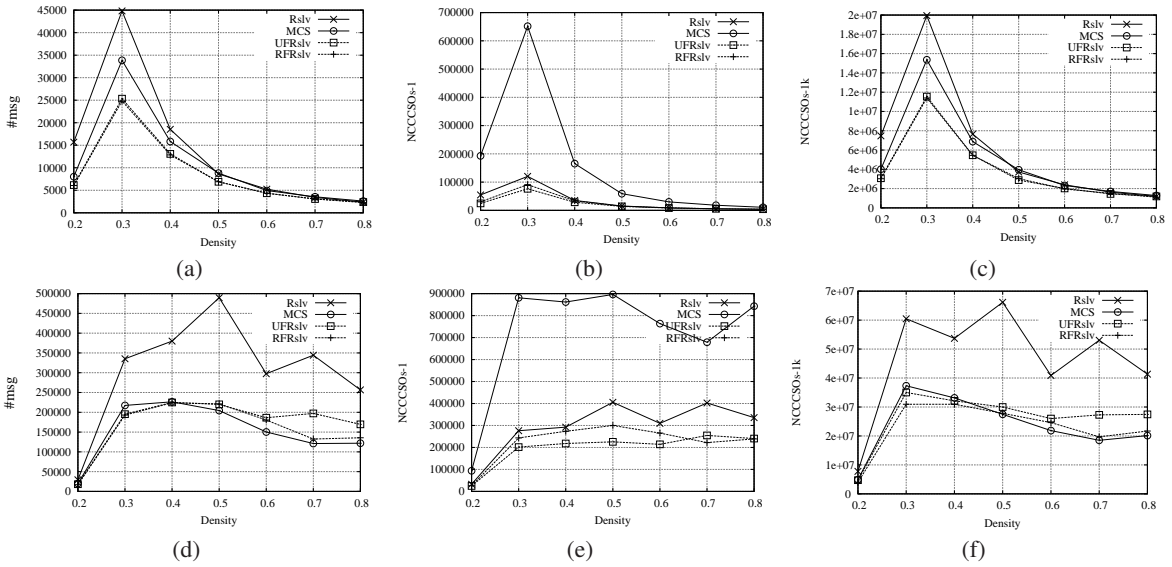 45000
40000
35000
30000
25000
20000
15000
10000
5000
0
#msg
0.2 0.3 0.4 0.5 0.6 0.7 0.8
Density
Rslv
MCS
UFRslv
RFRslv
(a)
700000
600000
500000
400000
300000
200000
100000
0
NCCCSOs-1
0.2 0.3 0.4 0.5 0.6 0.7 0.8
Density
Rslv
MCS
UFRslv
RFRslv
(b)
2e+07
1.8e+07
1.6e+07
1.4e+07
1.2e+07
1e+07
8e+06
6e+06
4e+06
2e+06
0
NCCCSOs-1k
0.2 0.3 0.4 0.5 0.6 0.7 0.8
Density
Rslv
MCS
UFRslv
RFRslv
(c)
500000
450000
400000
350000
300000
250000
200000
150000
100000
50000
0
#msg
0.2 0.3 0.4 0.5 0.6 0.7 0.8
Density
Rslv
MCS
UFRslv
RFRslv
(d)
900000
800000
700000
600000
500000
400000
300000
200000
100000
0
NCCCSOs-1
0.2 0.3 0.4 0.5 0.6 0.7 0.8
Density
Rslv
MCS
UFRslv
RFRslv
(e)
7e+07
6e+07
5e+07
4e+07
3e+07
2e+07
1e+07
0
NCCCSOs-1k
0.2 0.3 0.4 0.5 0.6 0.7 0.8
Density
Rslv
MCS
UFRslv
RFRslv
(f)